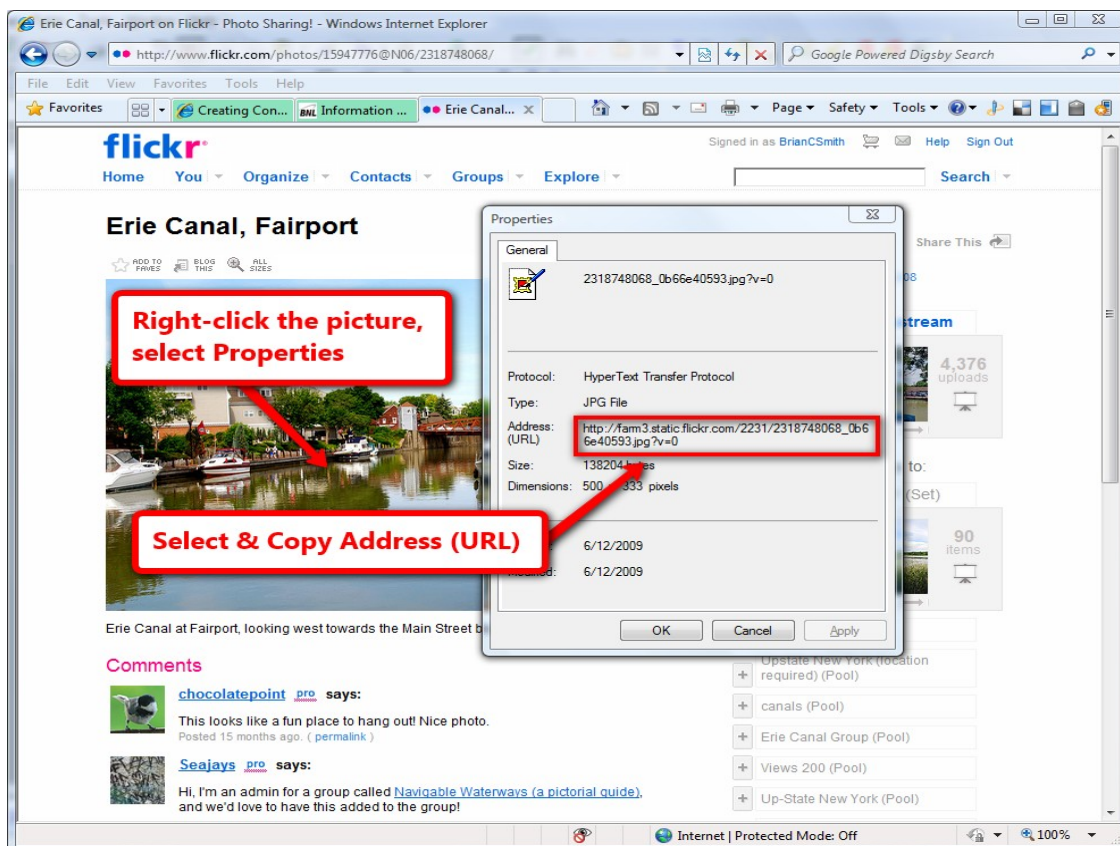 Erie Canal, Fairport on Flickr - Photo Sharing! - Windows Internet Explorer
http://www.flickr.com/photos/15947776@N06/2318748068/
Google Powered Digsby Search
File Edit View Favorites Tools Help
Favorites
Creating Con...
BNL Information ...
Erie Canal...
Page Safety Tools
flickr
Signed in as BrianCSmith Help Sign Out
Home You Organize Contacts Groups Explore
Search
Erie Canal, Fairport
ADD TO FAVES
BLOG THIS
ALL SIZES
Share This
08
Right-click the picture,
select Properties
Select & Copy Address (URL)
Properties
General
2318748068_0b66e40593.jpg?v=0
Protocol: HyperText Transfer Protocol
Type: JPG File
Address: (URL)
http://farm3.static.flickr.com/2231/2318748068_0b6
6e40593.jpg?v=0
Size: 138204 bytes
Dimensions: 500 333 pixels
6/12/2009
Modified: 6/12/2009
OK Cancel Apply
stream
4,376
uploads
to:
(Set)
90
items
Erie Canal at Fairport, looking west towards the Main Street b
Comments
chocolatepoint pro says:
This looks like a fun place to hang out! Nice photo.
Posted 15 months ago. ( permalink )
Seajays pro says:
Hi, I'm an admin for a group called Navigable Waterways (a pictorial guide),
and we'd love to have this added to the group!
Upstate New York (location
required) (Pool)
canals (Pool)
Erie Canal Group (Pool)
Views 200 (Pool)
Up-State New York (Pool)
Internet | Protected Mode: Off
100%